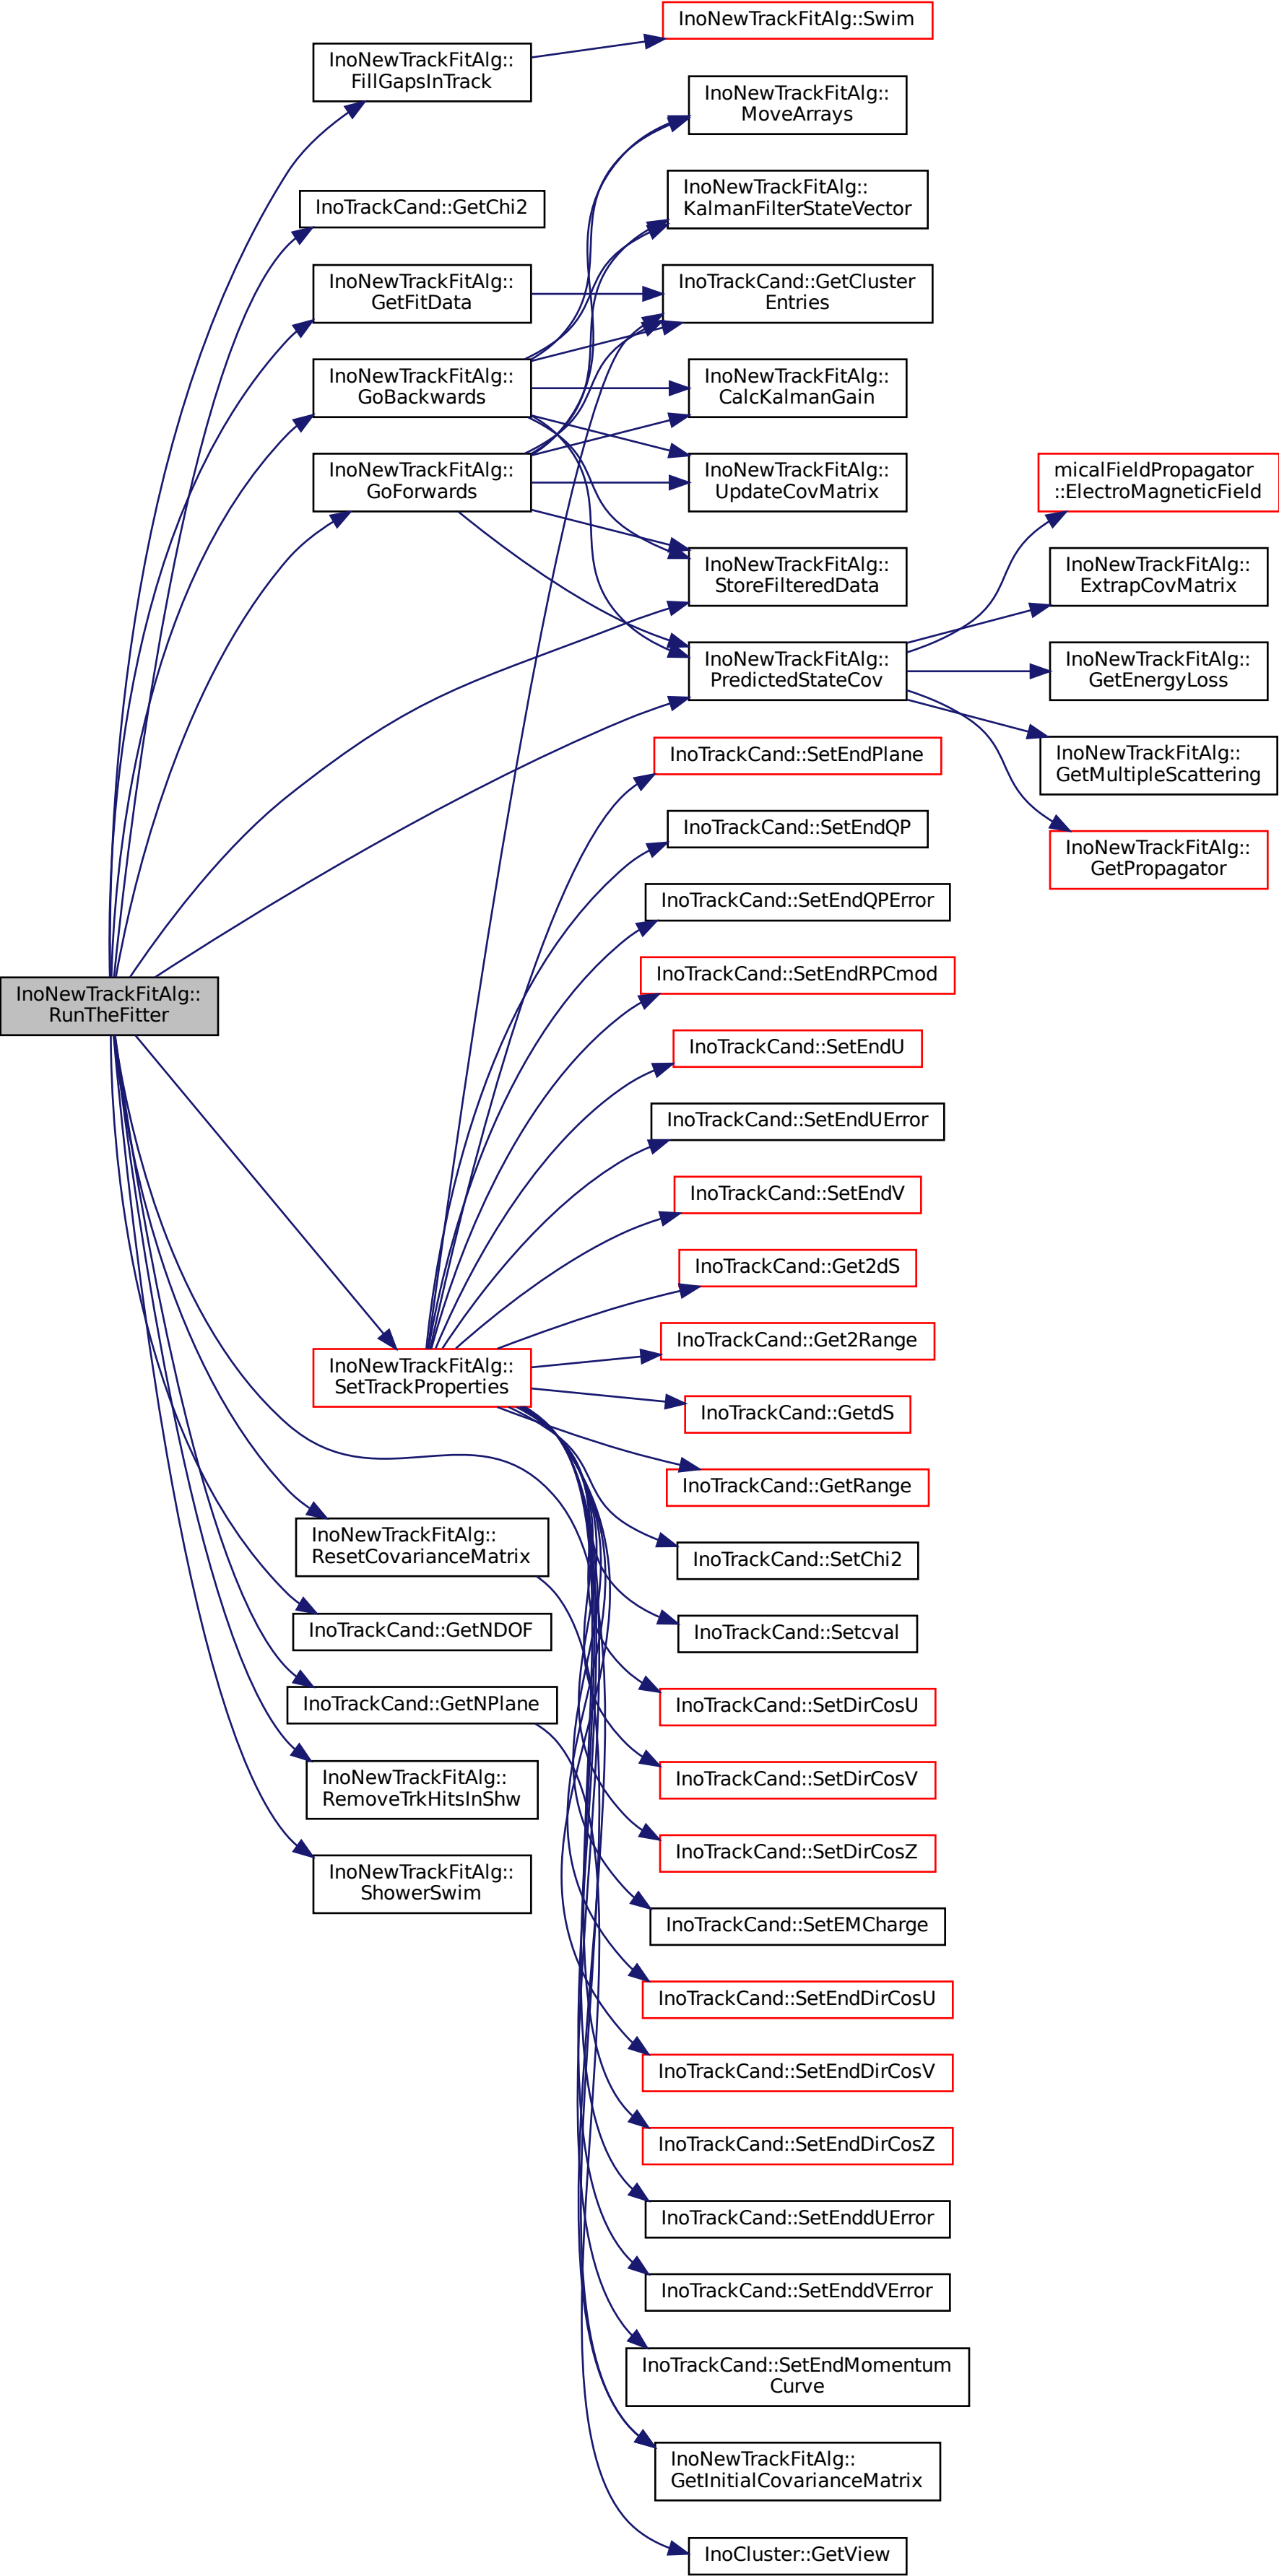 InoNewTrackFitAlg::Swim
InoNewTrackFitAlg::
FillGapsInTrack
InoNewTrackFitAlg::
MoveArrays
InoNewTrackFitAlg::
KalmanFilterStateVector
InoTrackCand::GetChi2
InoNewTrackFitAlg::
GetFitData
InoTrackCand::GetCluster
Entries
InoNewTrackFitAlg::
GoBackwards
InoNewTrackFitAlg::
CalcKalmanGain
InoNewTrackFitAlg::
GoForwards
InoNewTrackFitAlg::
UpdateCovMatrix
micalFieldPropagator
::ElectroMagneticField
InoNewTrackFitAlg::
StoreFilteredData
InoNewTrackFitAlg::
ExtrapCovMatrix
InoNewTrackFitAlg::
PredictedStateCov
InoNewTrackFitAlg::
GetEnergyLoss
InoTrackCand::SetEndPlane
InoNewTrackFitAlg::
GetMultipleScattering
InoTrackCand::SetEndQP
InoNewTrackFitAlg::
GetPropagator
InoTrackCand::SetEndQPError
InoTrackCand::SetEndRPCmod
InoNewTrackFitAlg::
RunTheFitter
InoTrackCand::SetEndU
InoTrackCand::SetEndUError
InoTrackCand::SetEndV
InoTrackCand::Get2dS
InoTrackCand::Get2Range
InoNewTrackFitAlg::
SetTrackProperties
InoTrackCand::GetdS
InoTrackCand::GetRange
InoNewTrackFitAlg::
ResetCovarianceMatrix
InoTrackCand::SetChi2
InoTrackCand::GetNDOF
InoTrackCand::Setcval
InoTrackCand::GetNPlane
InoTrackCand::SetDirCosU
InoNewTrackFitAlg::
RemoveTrkHitsInShw
InoTrackCand::SetDirCosV
InoTrackCand::SetDirCosZ
InoNewTrackFitAlg::
ShowerSwim
InoTrackCand::SetEMCharge
InoTrackCand::SetEndDirCosU
InoTrackCand::SetEndDirCosV
InoTrackCand::SetEndDirCosZ
InoTrackCand::SetEnddUError
InoTrackCand::SetEnddVError
InoTrackCand::SetEndMomentum
Curve
InoNewTrackFitAlg::
GetInitialCovarianceMatrix
InoCluster::GetView